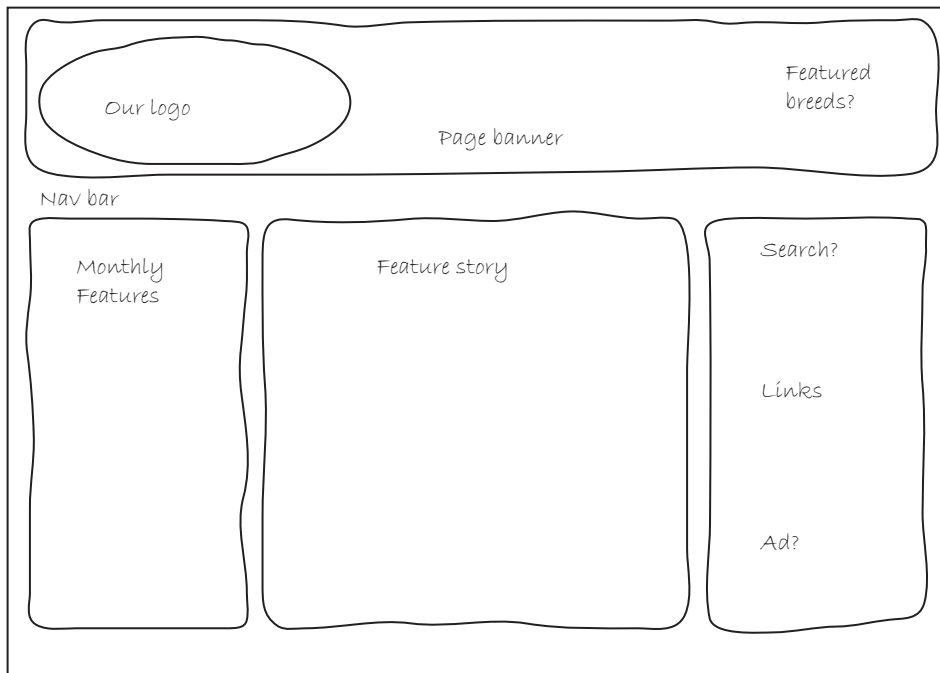 Our logo
Page banner
Featured
breeds?
Nav bar
Monthly
Features
Feature story
Search?
Links
Ad?